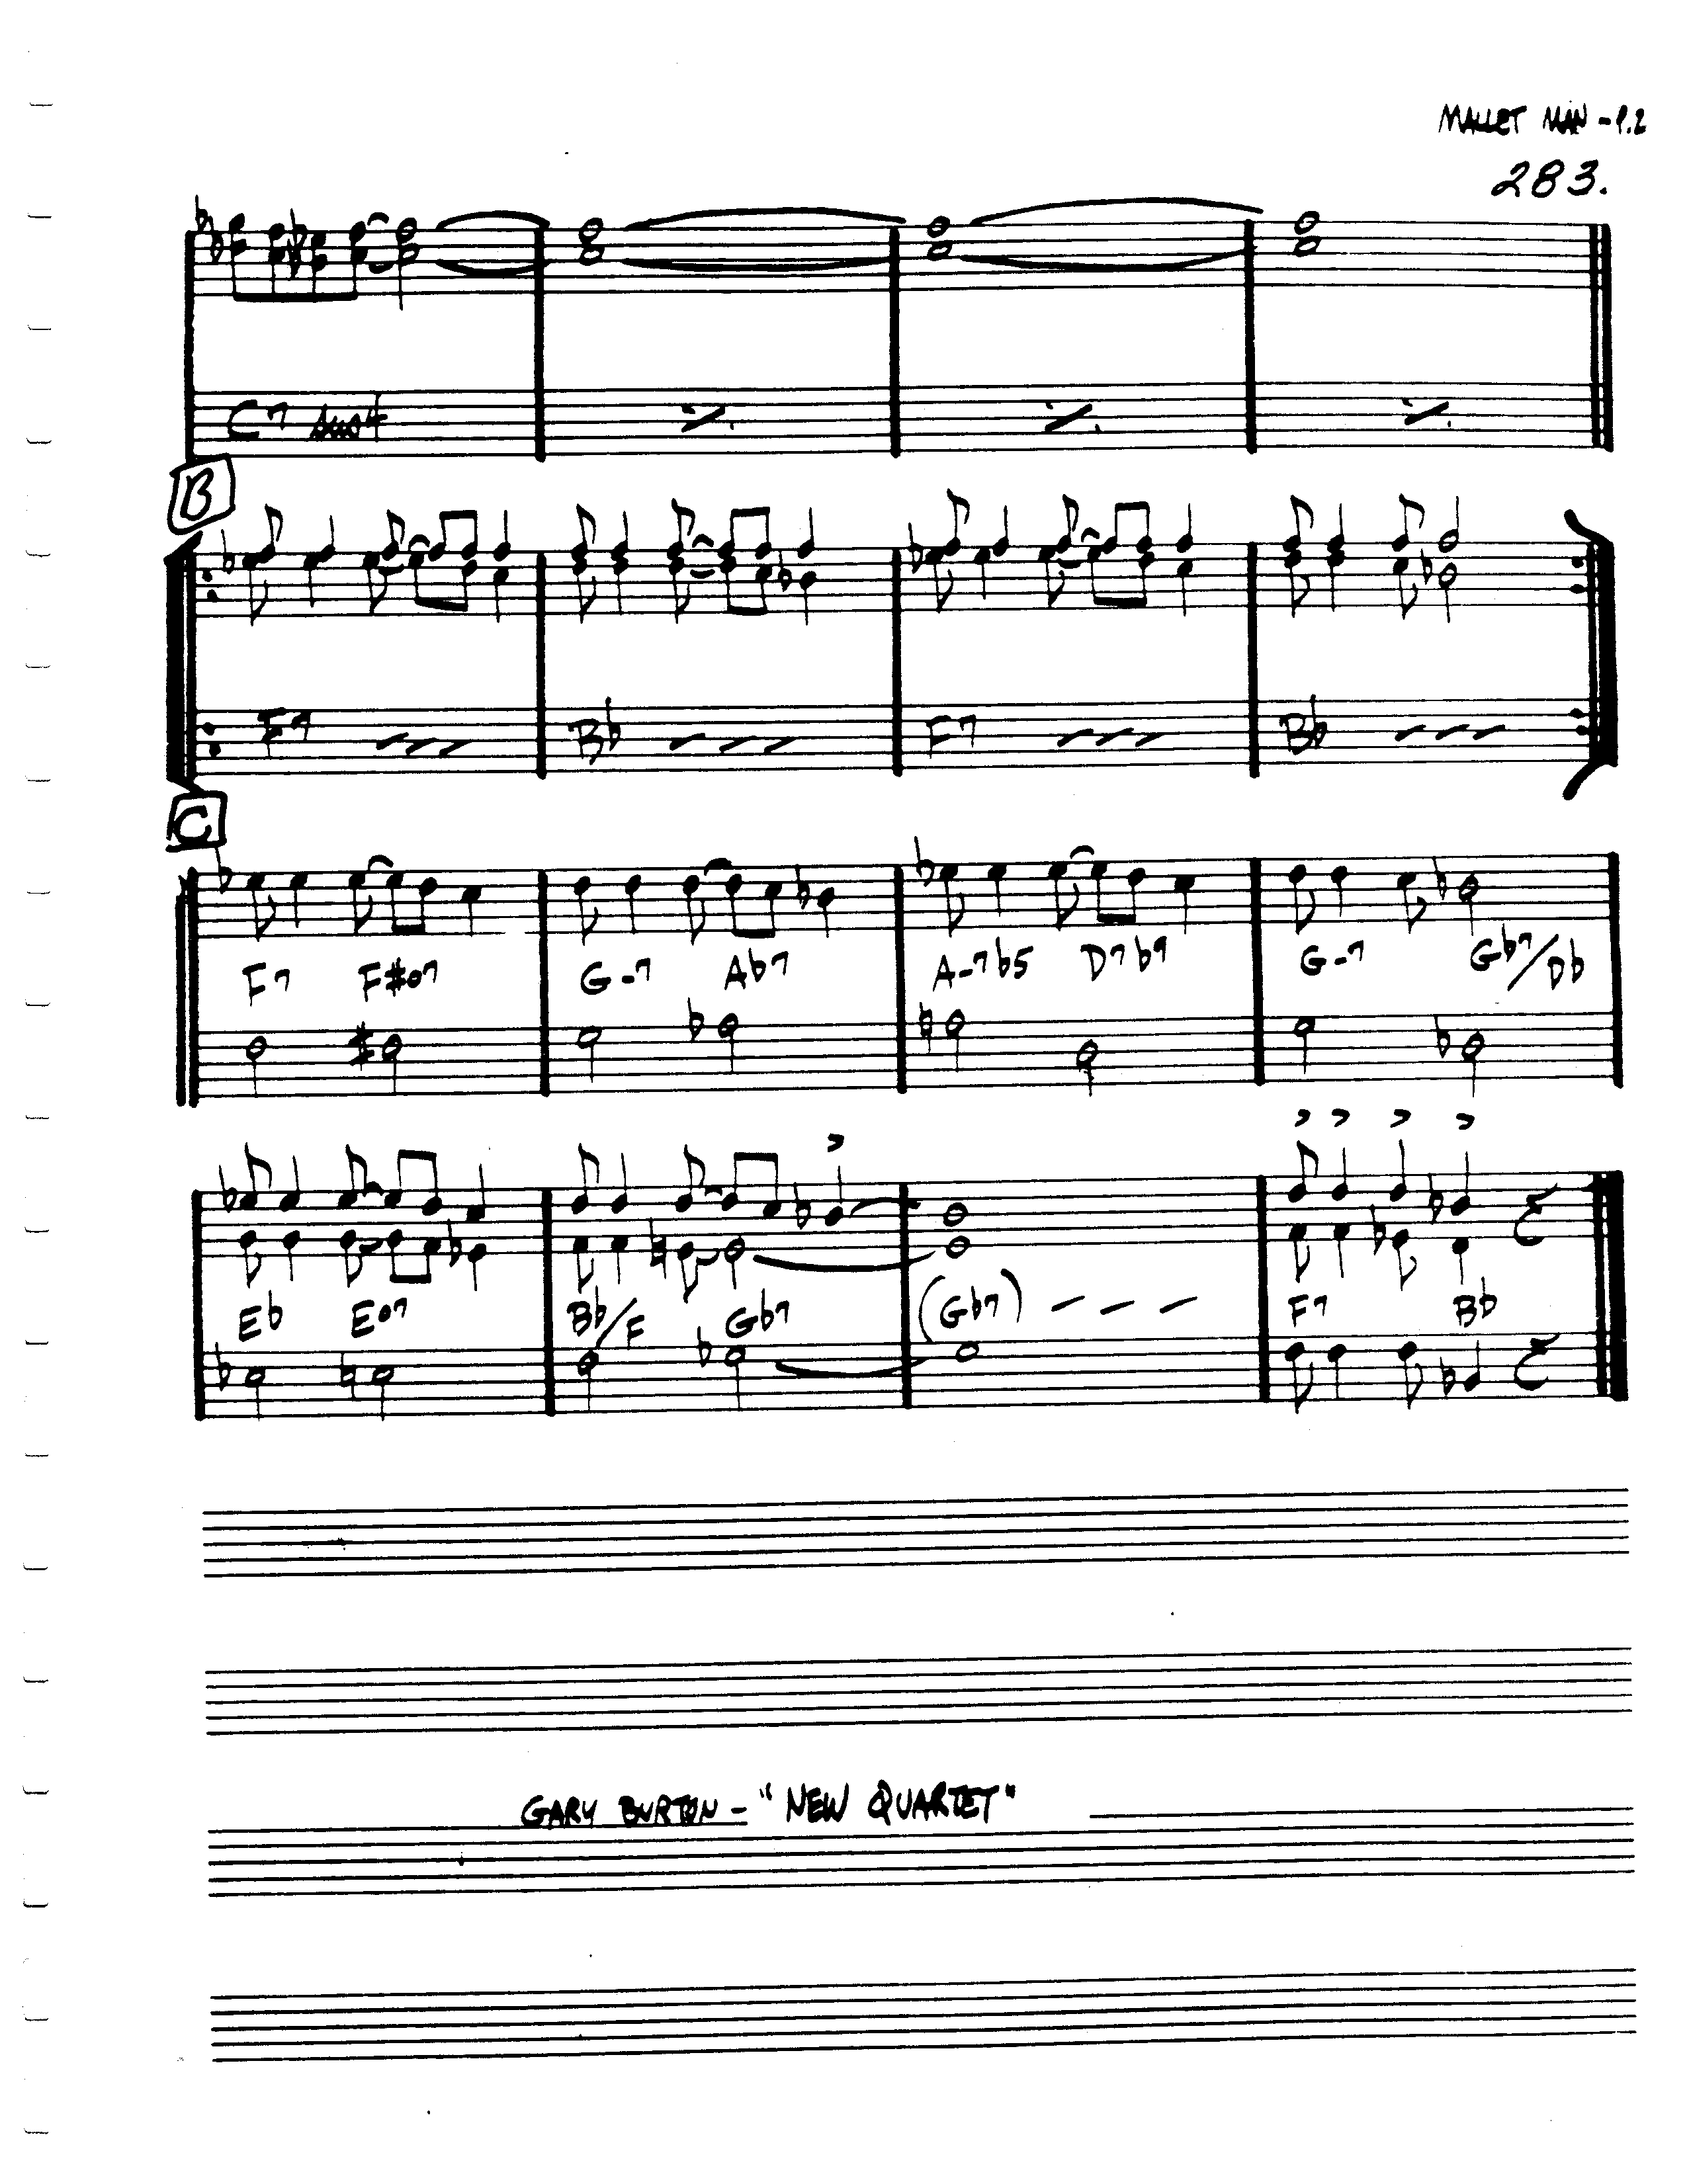 MALLET MAN - P.2
283.
C7 sus4
B
F7 Bb F7 Bb
C
F7 F#o7 G-7 Ab7 A-7b5 D7b9 G-7 Gb7/Db
Eb Eo7 Bb/F Gb7 (Gb7) F7 Bb
GARY BURTON - "NEW QUARTET"